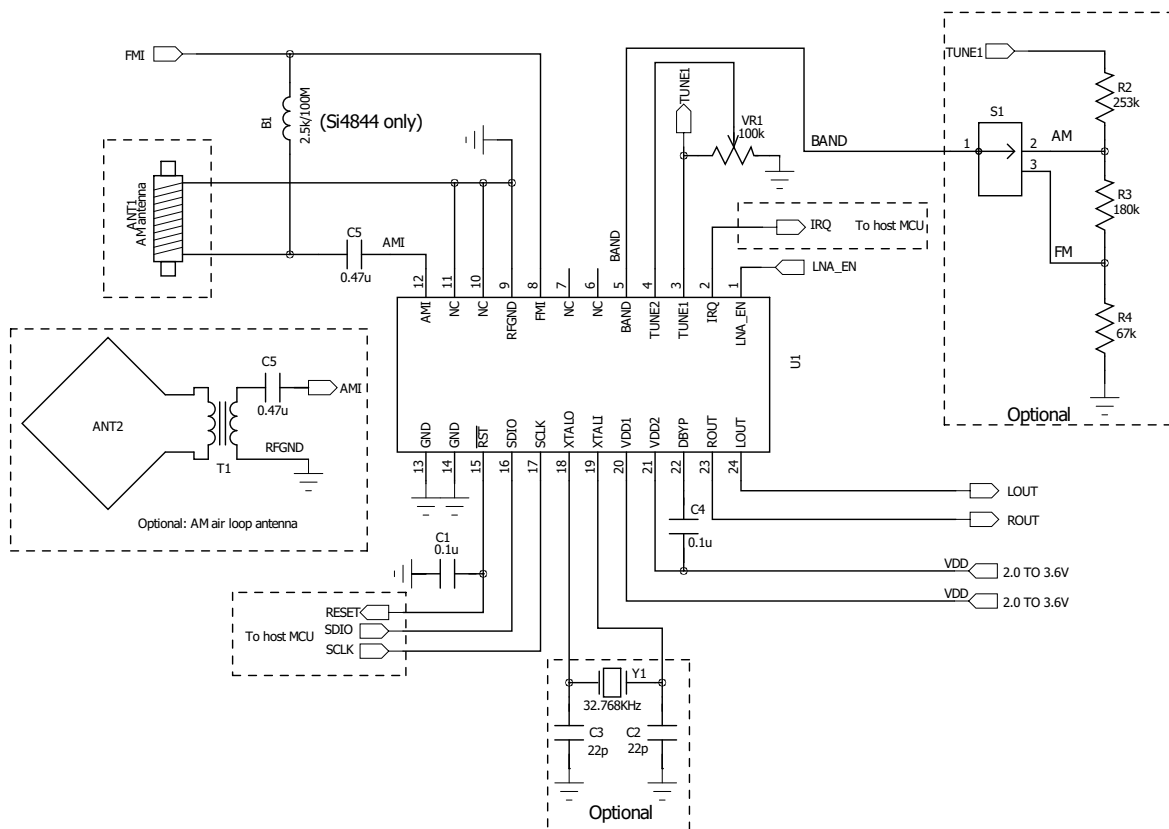 FMI
B1
2.5k/100M
(Si4844 only)
ANT1
AM antenna
C5
0.47u
AMI
TUNE1
VR1
100k
BAND
IRQ
To host MCU
LNA_EN
BAND
TUNE1
R2
253k
S1
1
2
3
AM
FM
R3
180k
R4
67k
Optional
12
11
10
9
8
7
6
5
4
3
2
1
AMI
NC
NC
RFGND
FMI
NC
NC
BAND
TUNE2
TUNE1
IRQ
LNA_EN
U1
GND
GND
RST
SDIO
SCLK
XTALO
XTALI
VDD1
VDD2
DBYP
ROUT
LOUT
13
14
15
16
17
18
19
20
21
22
23
24
ANT2
C5
0.47u
AMI
RFGND
T1
Optional: AM air loop antenna
C1
0.1u
C4
0.1u
LOUT
ROUT
VDD
2.0 TO 3.6V
VDD
2.0 TO 3.6V
To host MCU
RESET
SDIO
SCLK
Y1
32.768KHz
C3
22p
C2
22p
Optional